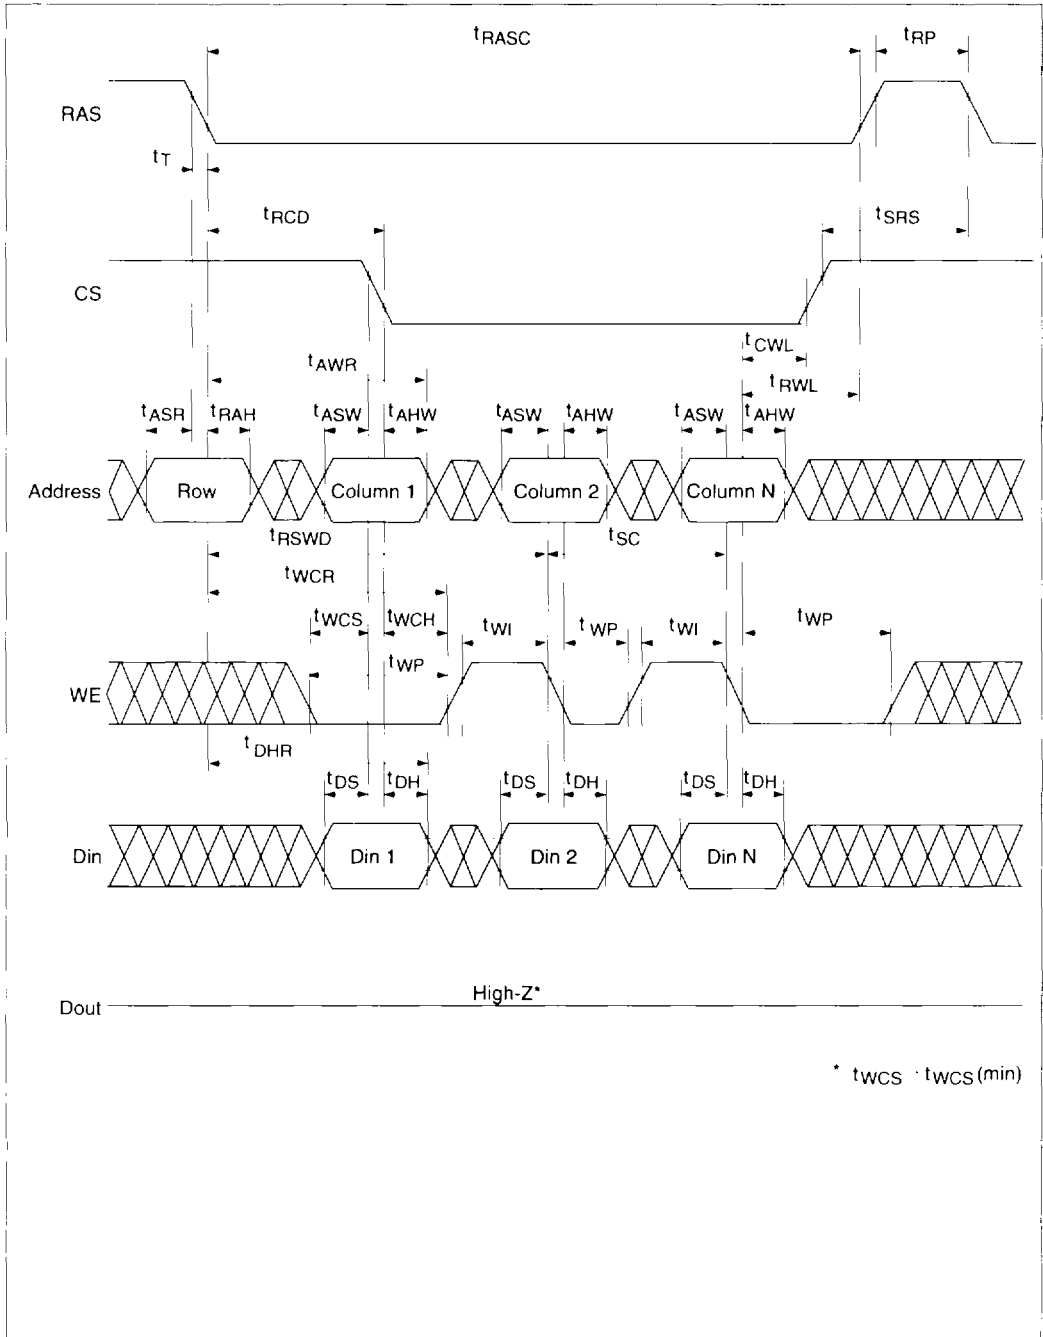 tRASC
tRP
RAS
tT
tRCD
tSRS
CS
tCWL
tAWR
tRWL
tASR tRAH tASW tAHW tASW tAHW tASW tAHW
Address Row Column 1 Column 2 Column N
tRSWD tSC
tWCR
tWCS tWCH tWI tWP tWI tWP
tWP
WE
tDHR
tDS tDH tDS tDH tDS tDH
Din Din 1 Din 2 Din N
High-Z*
Dout
* tWCS tWCS (min)